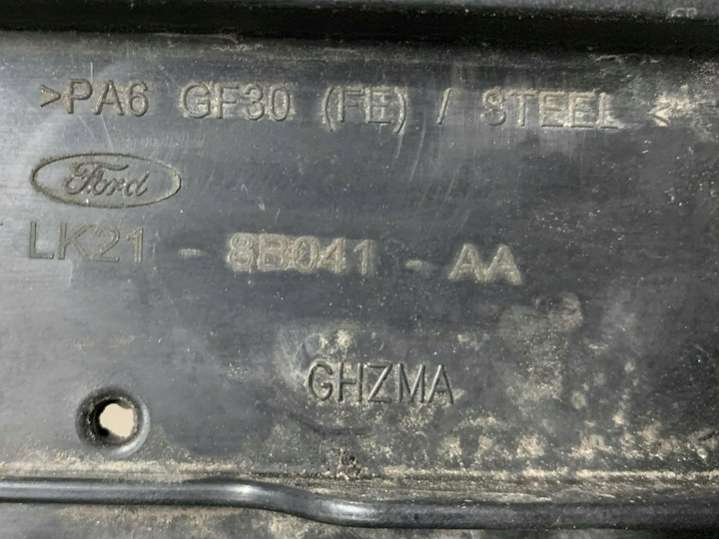 >PA6 GF30 (FE) / STEEL <
Ford
LK21 - 8B041 - AA
GHZMA